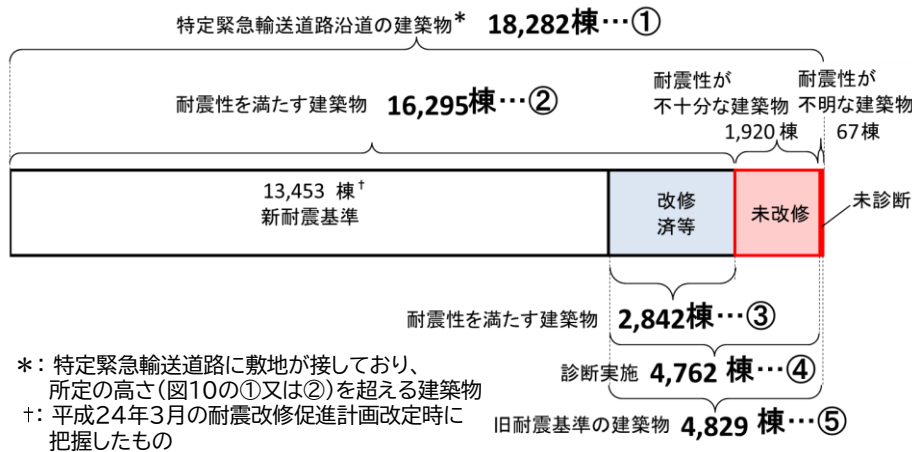 特定緊急輸送道路沿道の建築物* 18,282棟…①
耐震性を満たす建築物 16,295棟…②
耐震性が
不十分な建築物
1,920 棟
耐震性が
不明な建築物
67棟
13,453 棟†
新耐震基準
改修
済等
未改修
未診断
耐震性を満たす建築物 2,842棟…③
診断実施 4,762 棟…④
旧耐震基準の建築物 4,829 棟…⑤
*：特定緊急輸送道路に敷地が接しており、
所定の高さ(図10の①又は②)を超える建築物
†：平成24年3月の耐震改修促進計画改定時に
把握したもの